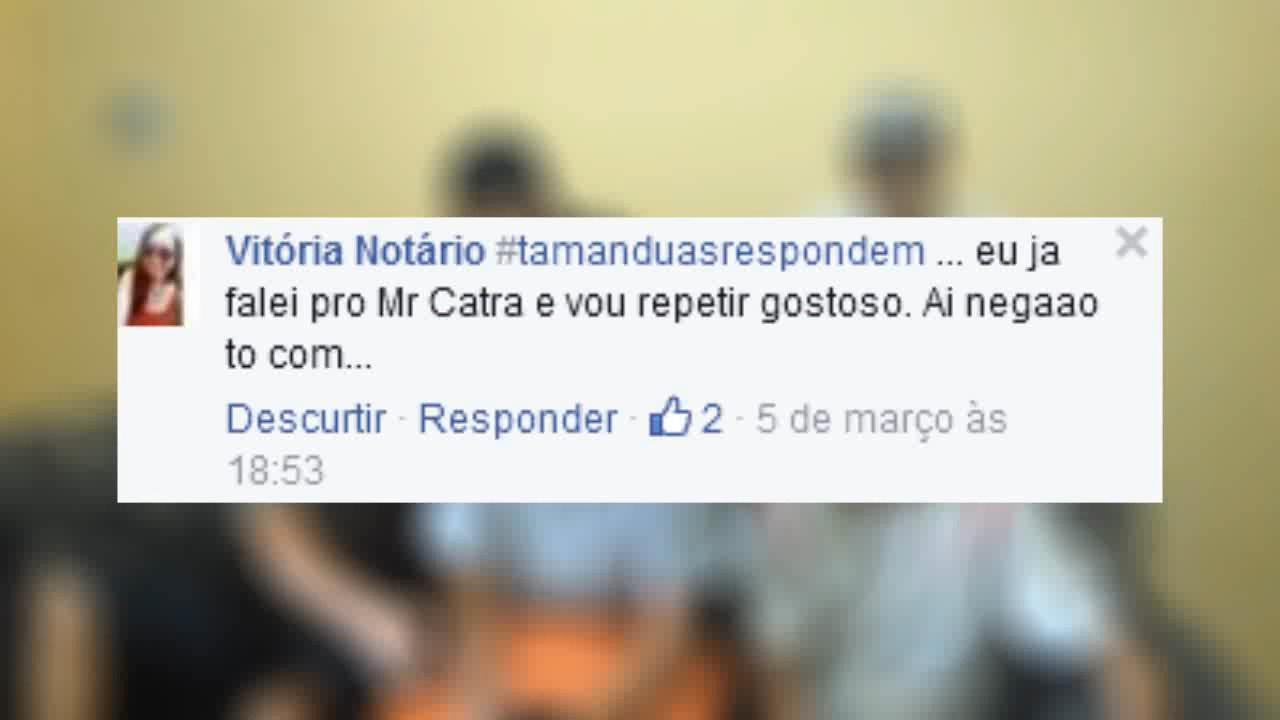 Vitória Notário #tamanduasrespondem ... eu ja
falei pro Mr Catra e vou repetir gostoso. Ai negaao
to com...
Descurtir · Responder · 2 · 5 de março às
18:53